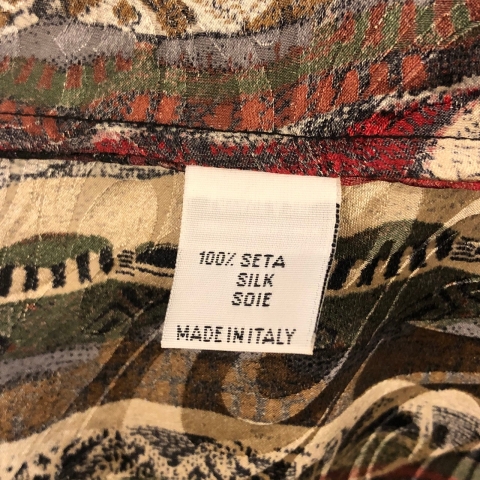 100% SETA
SILK
SOIE
MADE IN ITALY